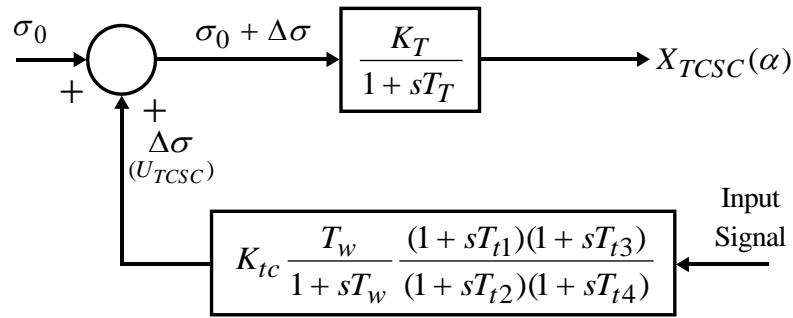 σ₀
σ₀ + Δσ
K_T
1 + sT_T
X_TCSC(α)
+
+
Δσ
(U_TCSC)
Input
Signal
K_tc T_w (1 + sT_t1)(1 + sT_t3)
1 + sT_w (1 + sT_t2)(1 + sT_t4)